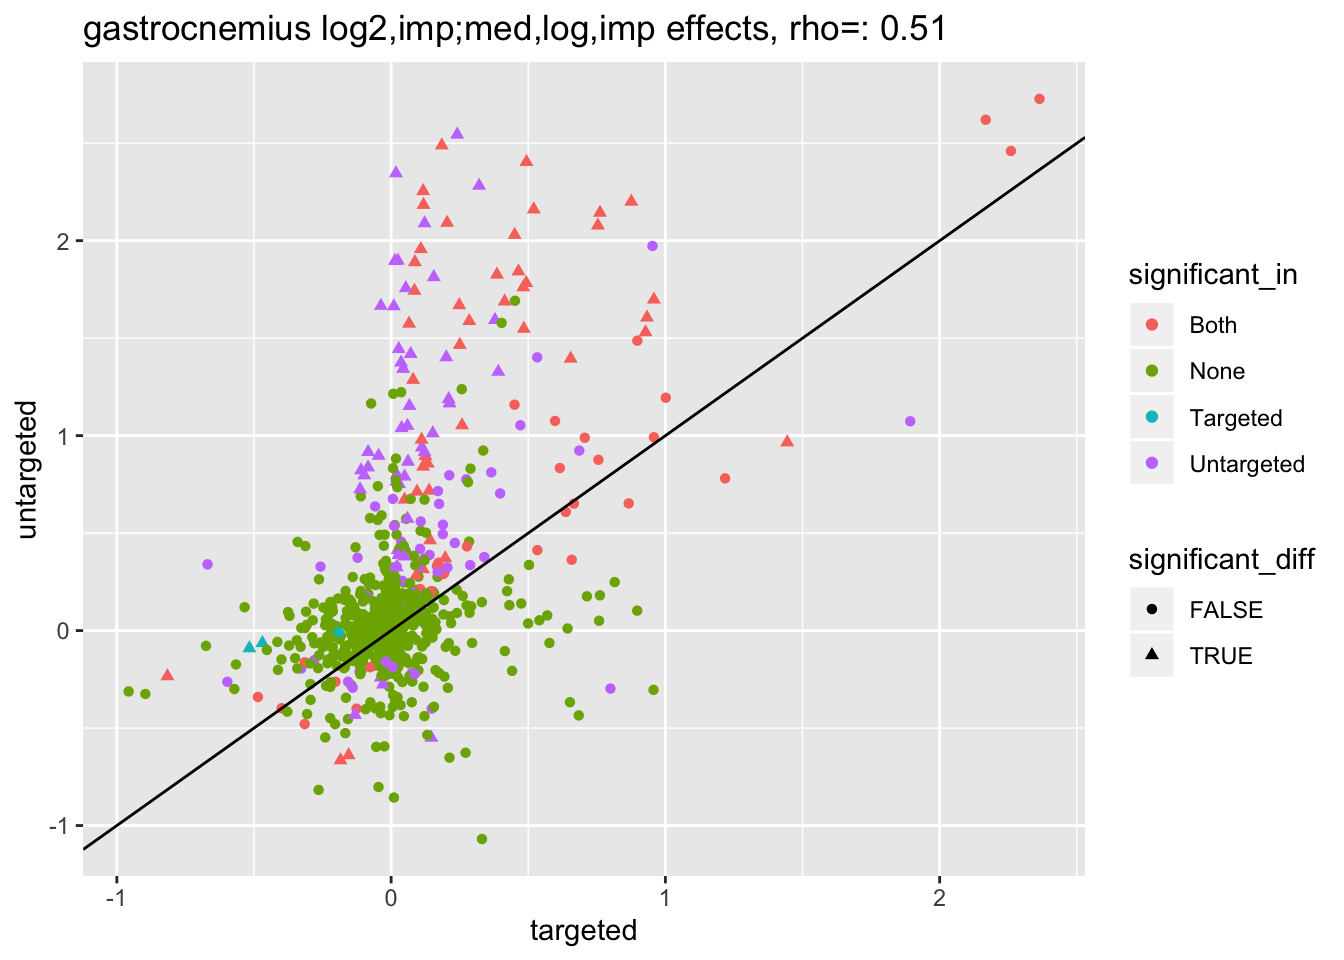 gastrocnemius log2,imp;med,log,imp effects, rho=: 0.51
untargeted
2
1
0
-1
-1
0
1
2
targeted
significant_in
Both
None
Targeted
Untargeted
significant_diff
FALSE
TRUE